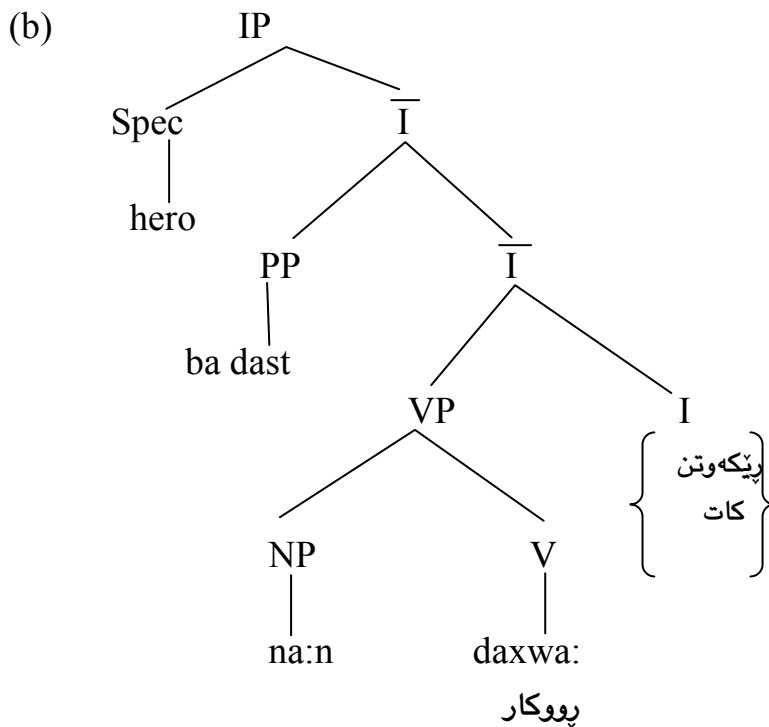 (b) IP
Spec Ī
hero
PP Ī
ba dast
VP I
ڕێکەوتن
کات
NP V
na:n daxwa:
ڕووکار